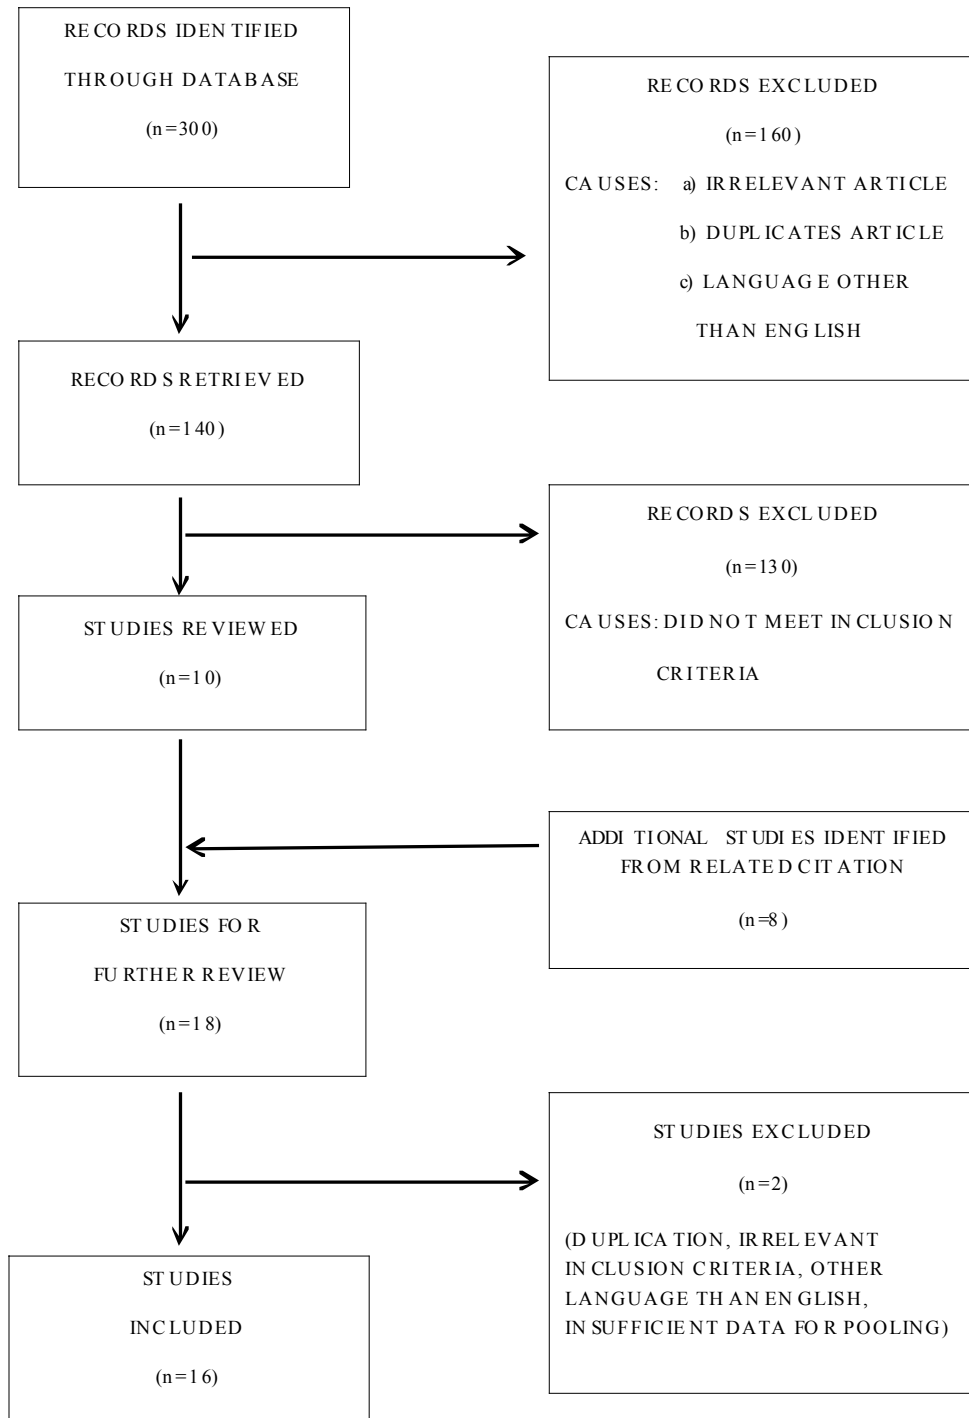 RECORDS IDENTIFIED
THROUGH DATABASE
(n=300)
RECORDS EXCLUDED
(n=160)
CAUSES: a) IRRELEVANT ARTICLE
b) DUPLICATES ARTICLE
c) LANGUAGE OTHER
THAN ENGLISH
RECORDS RETRIEVED
(n=140)
RECORDS EXCLUDED
(n=130)
CAUSES: DID NOT MEET INCLUSION
CRITERIA
STUDIES REVIEWED
(n=10)
ADDITIONAL STUDIES IDENTIFIED
FROM RELATED CITATION
(n=8)
STUDIES FOR
FURTHER REVIEW
(n=18)
STUDIES EXCLUDED
(n=2)
(DUPLICATION, IRRELEVANT
INCLUSION CRITERIA, OTHER
LANGUAGE THAN ENGLISH,
INSUFFICIENT DATA FOR POOLING)
STUDIES
INCLUDED
(n=16)